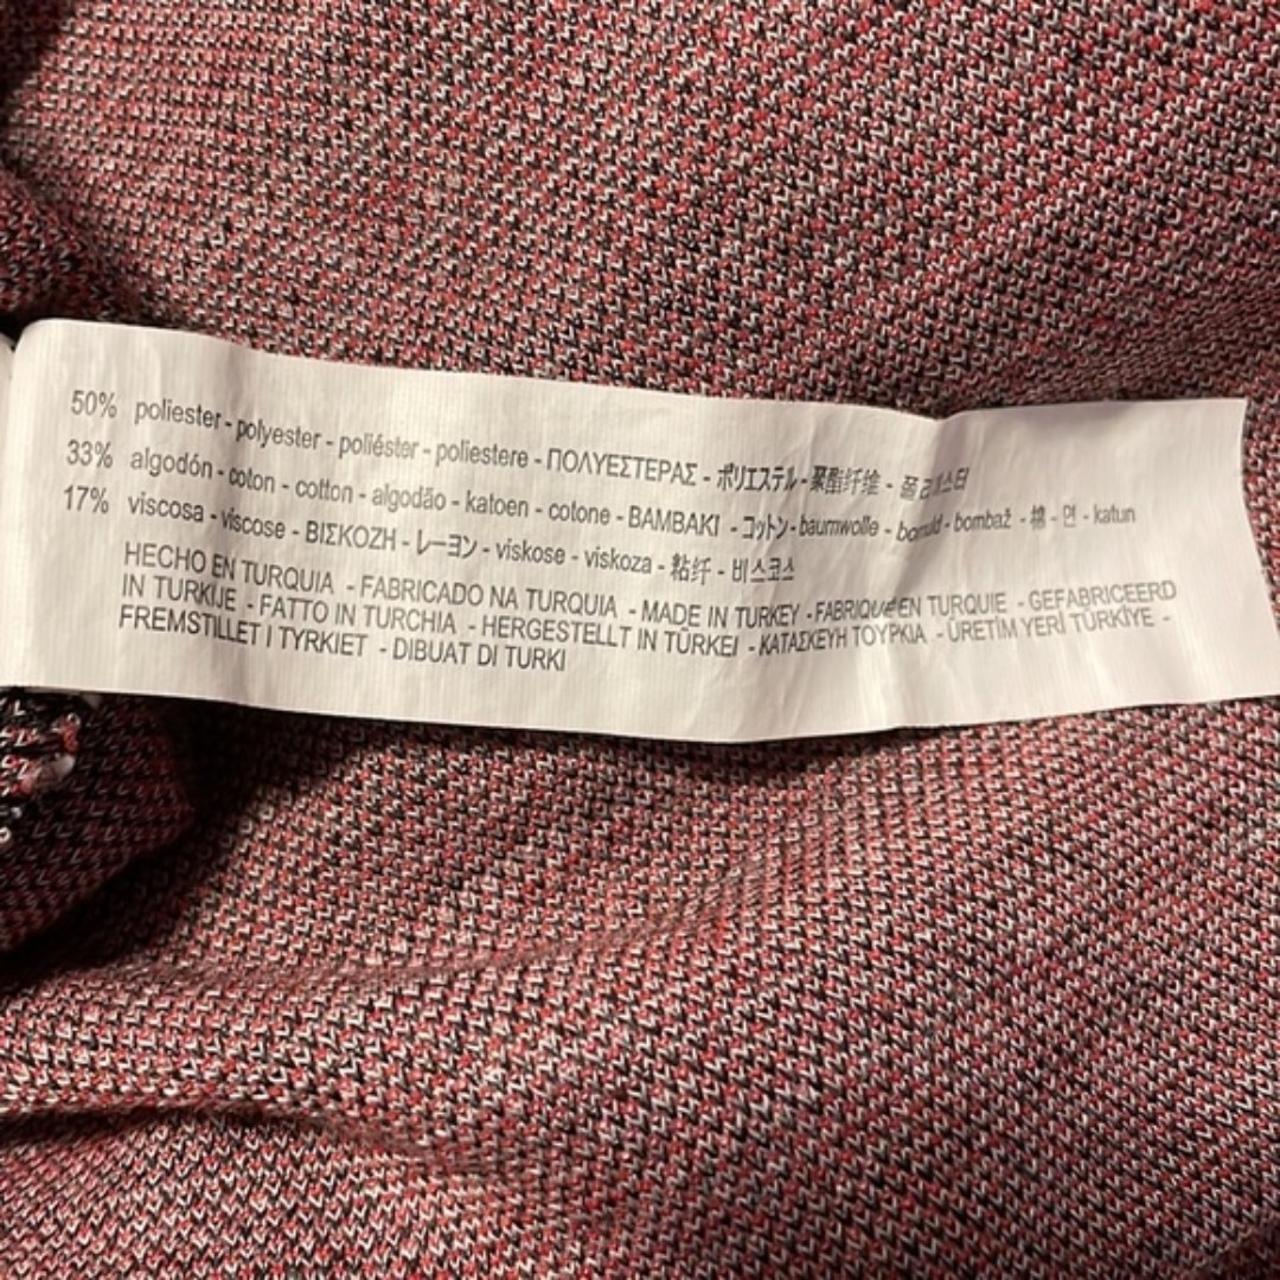 50% poliester - polyester - poliéster - poliestere - ΠΟΛΥΕΣΤΕΡΑΣ - ポリエステル - 聚酯纤维 - 폴리에스터
33% algodón - coton - cotton - algodão - katoen - cotone - BAMBAKI - コットン - baumwolle - bomuld - bombaž - 棉 - 면 - katun
17% viscosa - viscose - ΒΙΣΚΟΖΗ - レーヨン - viskose - viskoza - 粘纤 - 비스코스
HECHO EN TURQUIA - FABRICADO NA TURQUIA - MADE IN TURKEY - FABRIQUÉ EN TURQUIE - GEFABRICEERD
IN TURKIJE - FATTO IN TURCHIA - HERGESTELLT IN TÜRKEI - ΚΑΤΑΣΚΕΥΗ ΤΟΥΡΚΙΑ - ÜRETİM YERİ TÜRKİYE -
FREMSTILLET I TYRKIET - DIBUAT DI TURKI